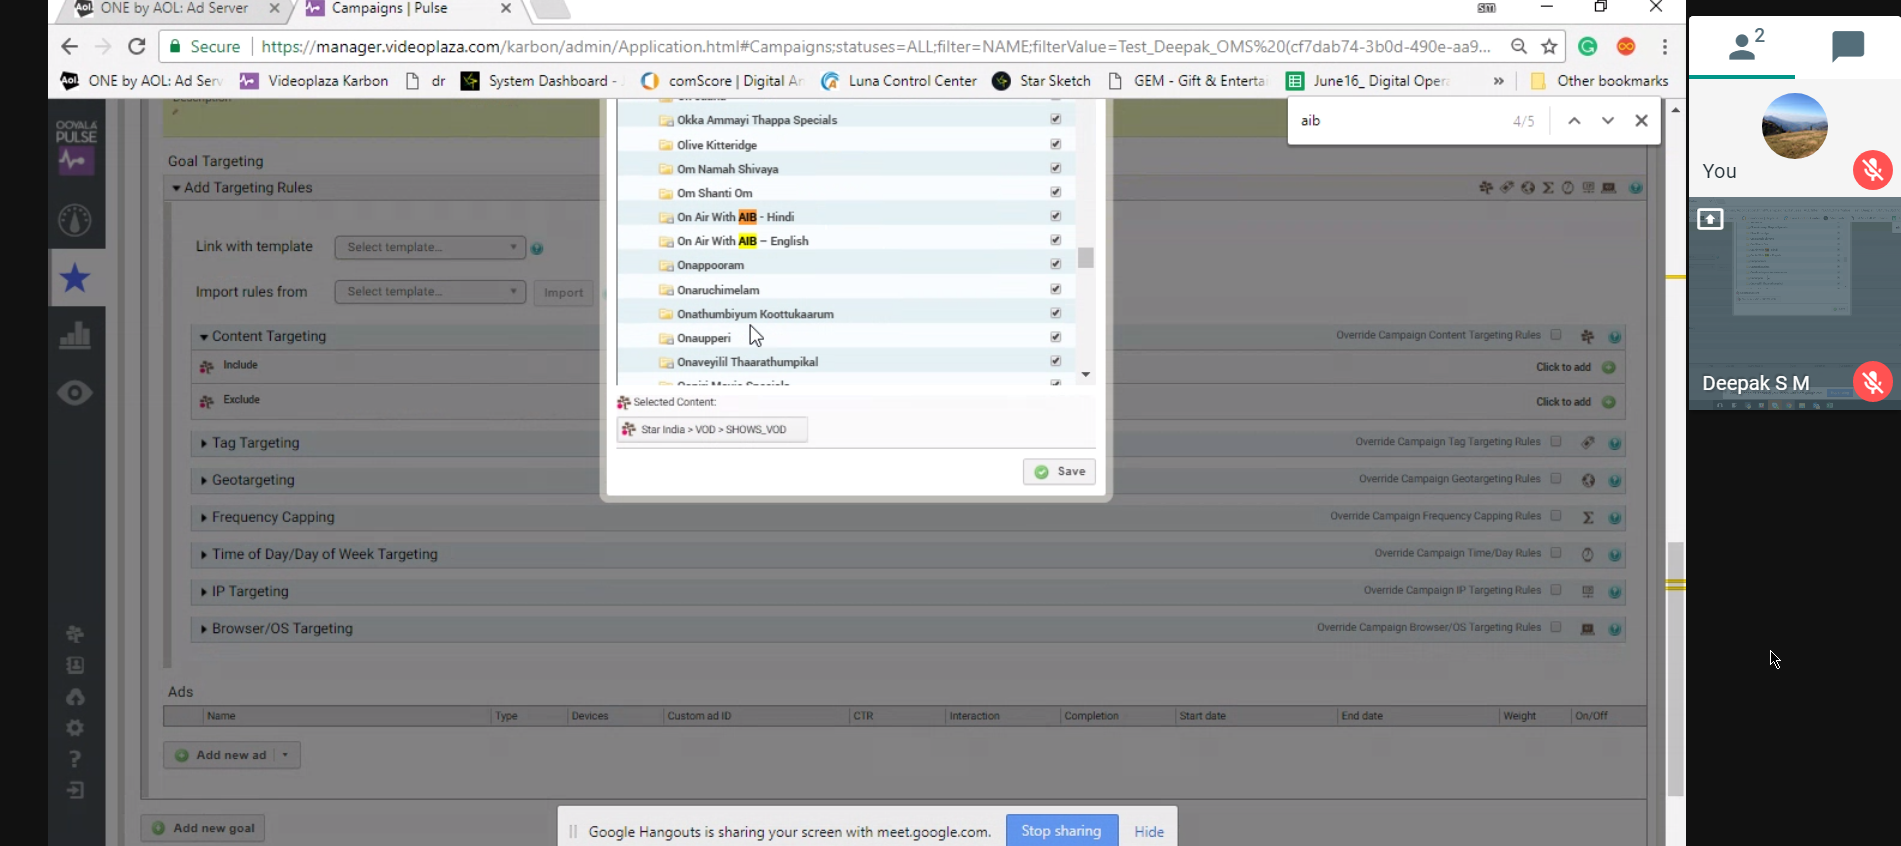 ONE by AOL: Ad Server
Campaigns | Pulse
sm
Secure
https://manager.videoplaza.com/karbon/admin/Application.html#Campaigns;statuses=ALL;filter=NAME;filterValue=Test_Deepak_OMS%20(cf7dab74-3b0d-490e-aa9...
Aol. ONE by AOL: Ad Serv
Videoplaza Karbon
dr
System Dashboard -
comScore | Digital An
Luna Control Center
Star Sketch
GEM - Gift & Enterta
June16_ Digital Oper
»
Other bookmarks
aib 4/5
2
You
Deepak S M
OOYALA
PULSE
Description
Goal Targeting
Add Targeting Rules
Link with template Select template...
Import rules from Select template... Import
Content Targeting Override Campaign Content Targeting Rules
Include Click to add
Exclude Click to add
Tag Targeting Override Campaign Tag Targeting Rules
Geotargeting Override Campaign Geotargeting Rules
Frequency Capping Override Campaign Frequency Capping Rules
Time of Day/Day of Week Targeting Override Campaign Time/Day Rules
IP Targeting Override Campaign IP Targeting Rules
Browser/OS Targeting Override Campaign Browser/OS Targeting Rules
Okka Ammayi Thappa Specials
Olive Kitteridge
Om Namah Shivaya
Om Shanti Om
On Air With AIB - Hindi
On Air With AIB – English
Onappooram
Onaruchimelam
Onathumbiyum Koottukaarum
Onaupperi
Onaveyilil Thaarathumpikal
Selected Content:
Star India > VOD > SHOWS_VOD
Save
Ads
Name Type Devices Custom ad ID CTR Interaction Completion Start date End date Weight On/Off
Add new ad
Add new goal
Google Hangouts is sharing your screen with meet.google.com.
Stop sharing
Hide